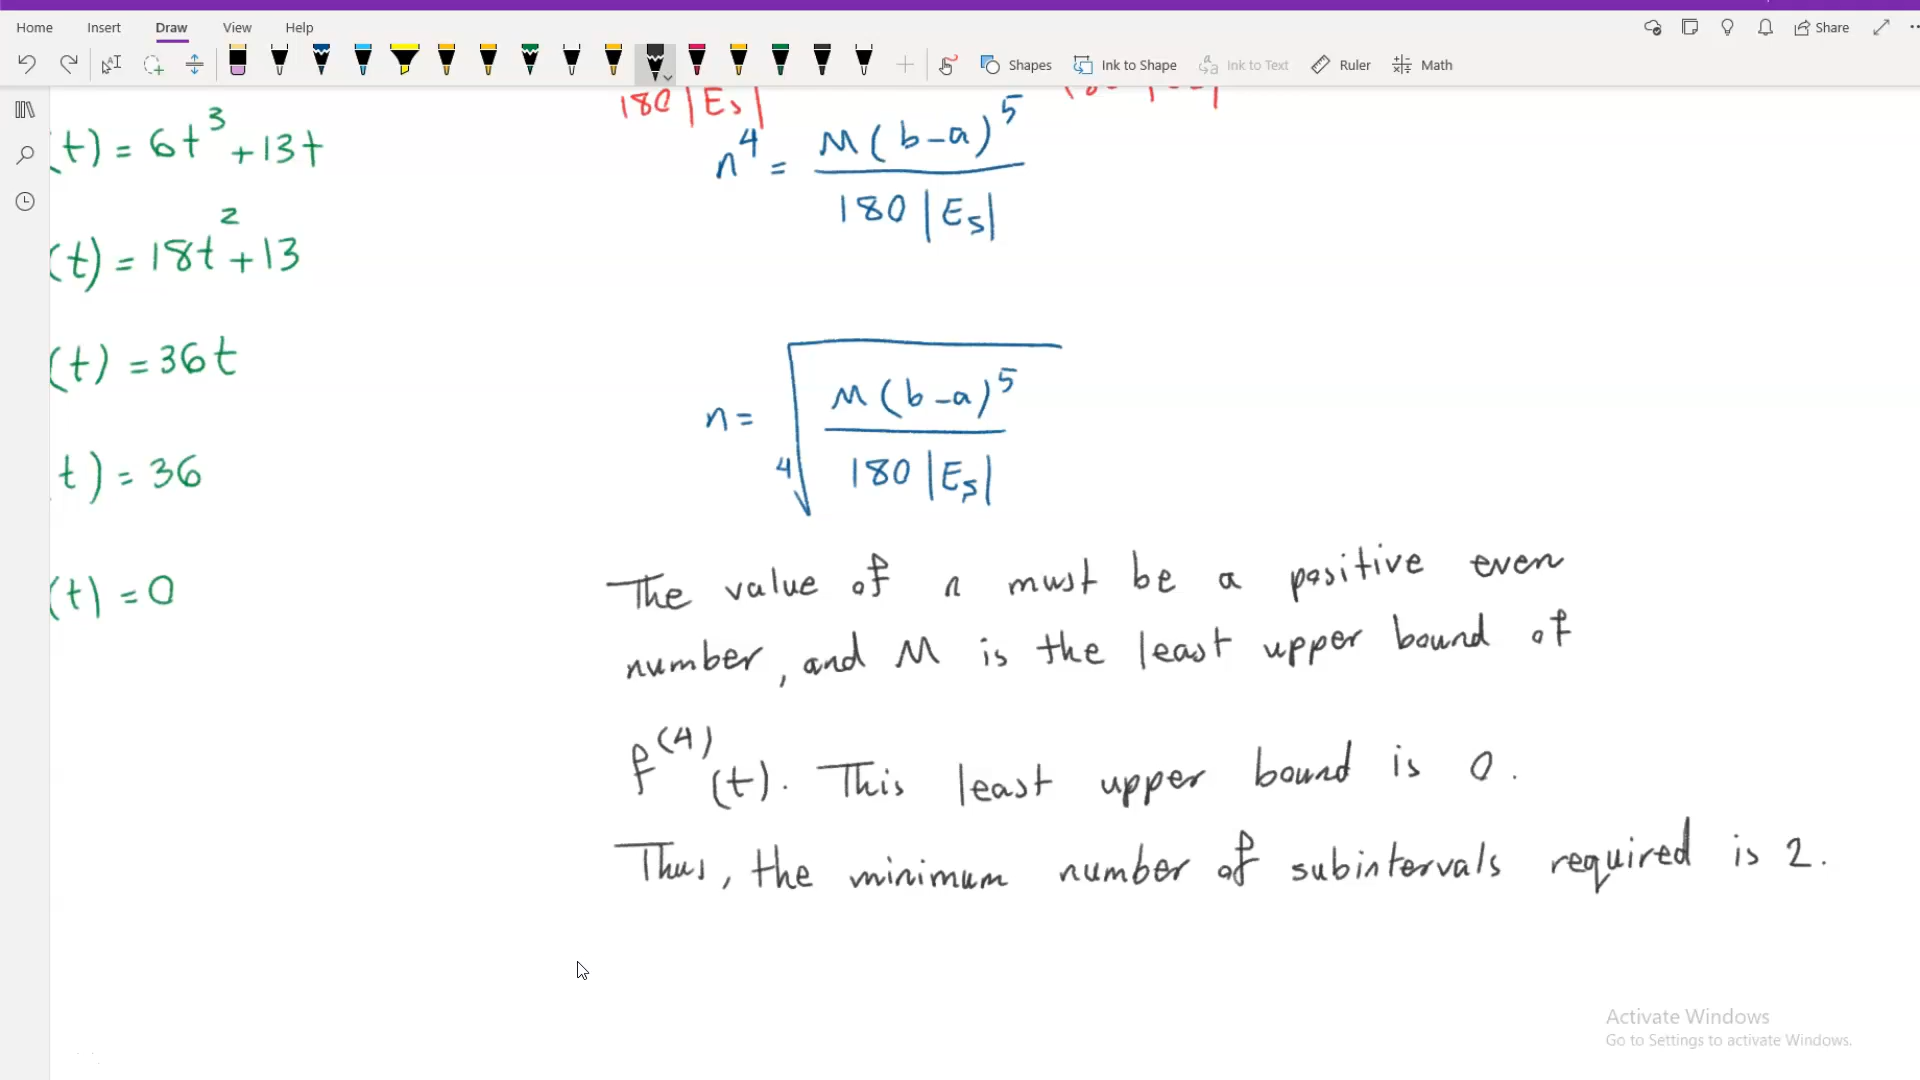 Home Insert Draw View Help Share
Shapes Ink to Shape Ink to Text Ruler Math
180 |Es|
(t) = 6t³ + 13t
n⁴ = M(b-a)⁵ / 180 |Es|
(t) = 18t² + 13
(t) = 36t
n = ⁴√(M(b-a)⁵ / 180 |Es|)
t) = 36
(t) = 0
The value of n must be a positive even
number, and M is the least upper bound of
f⁽⁴⁾(t). This least upper bound is 0.
Thus, the minimum number of subintervals required is 2.
Activate Windows
Go to Settings to activate Windows.